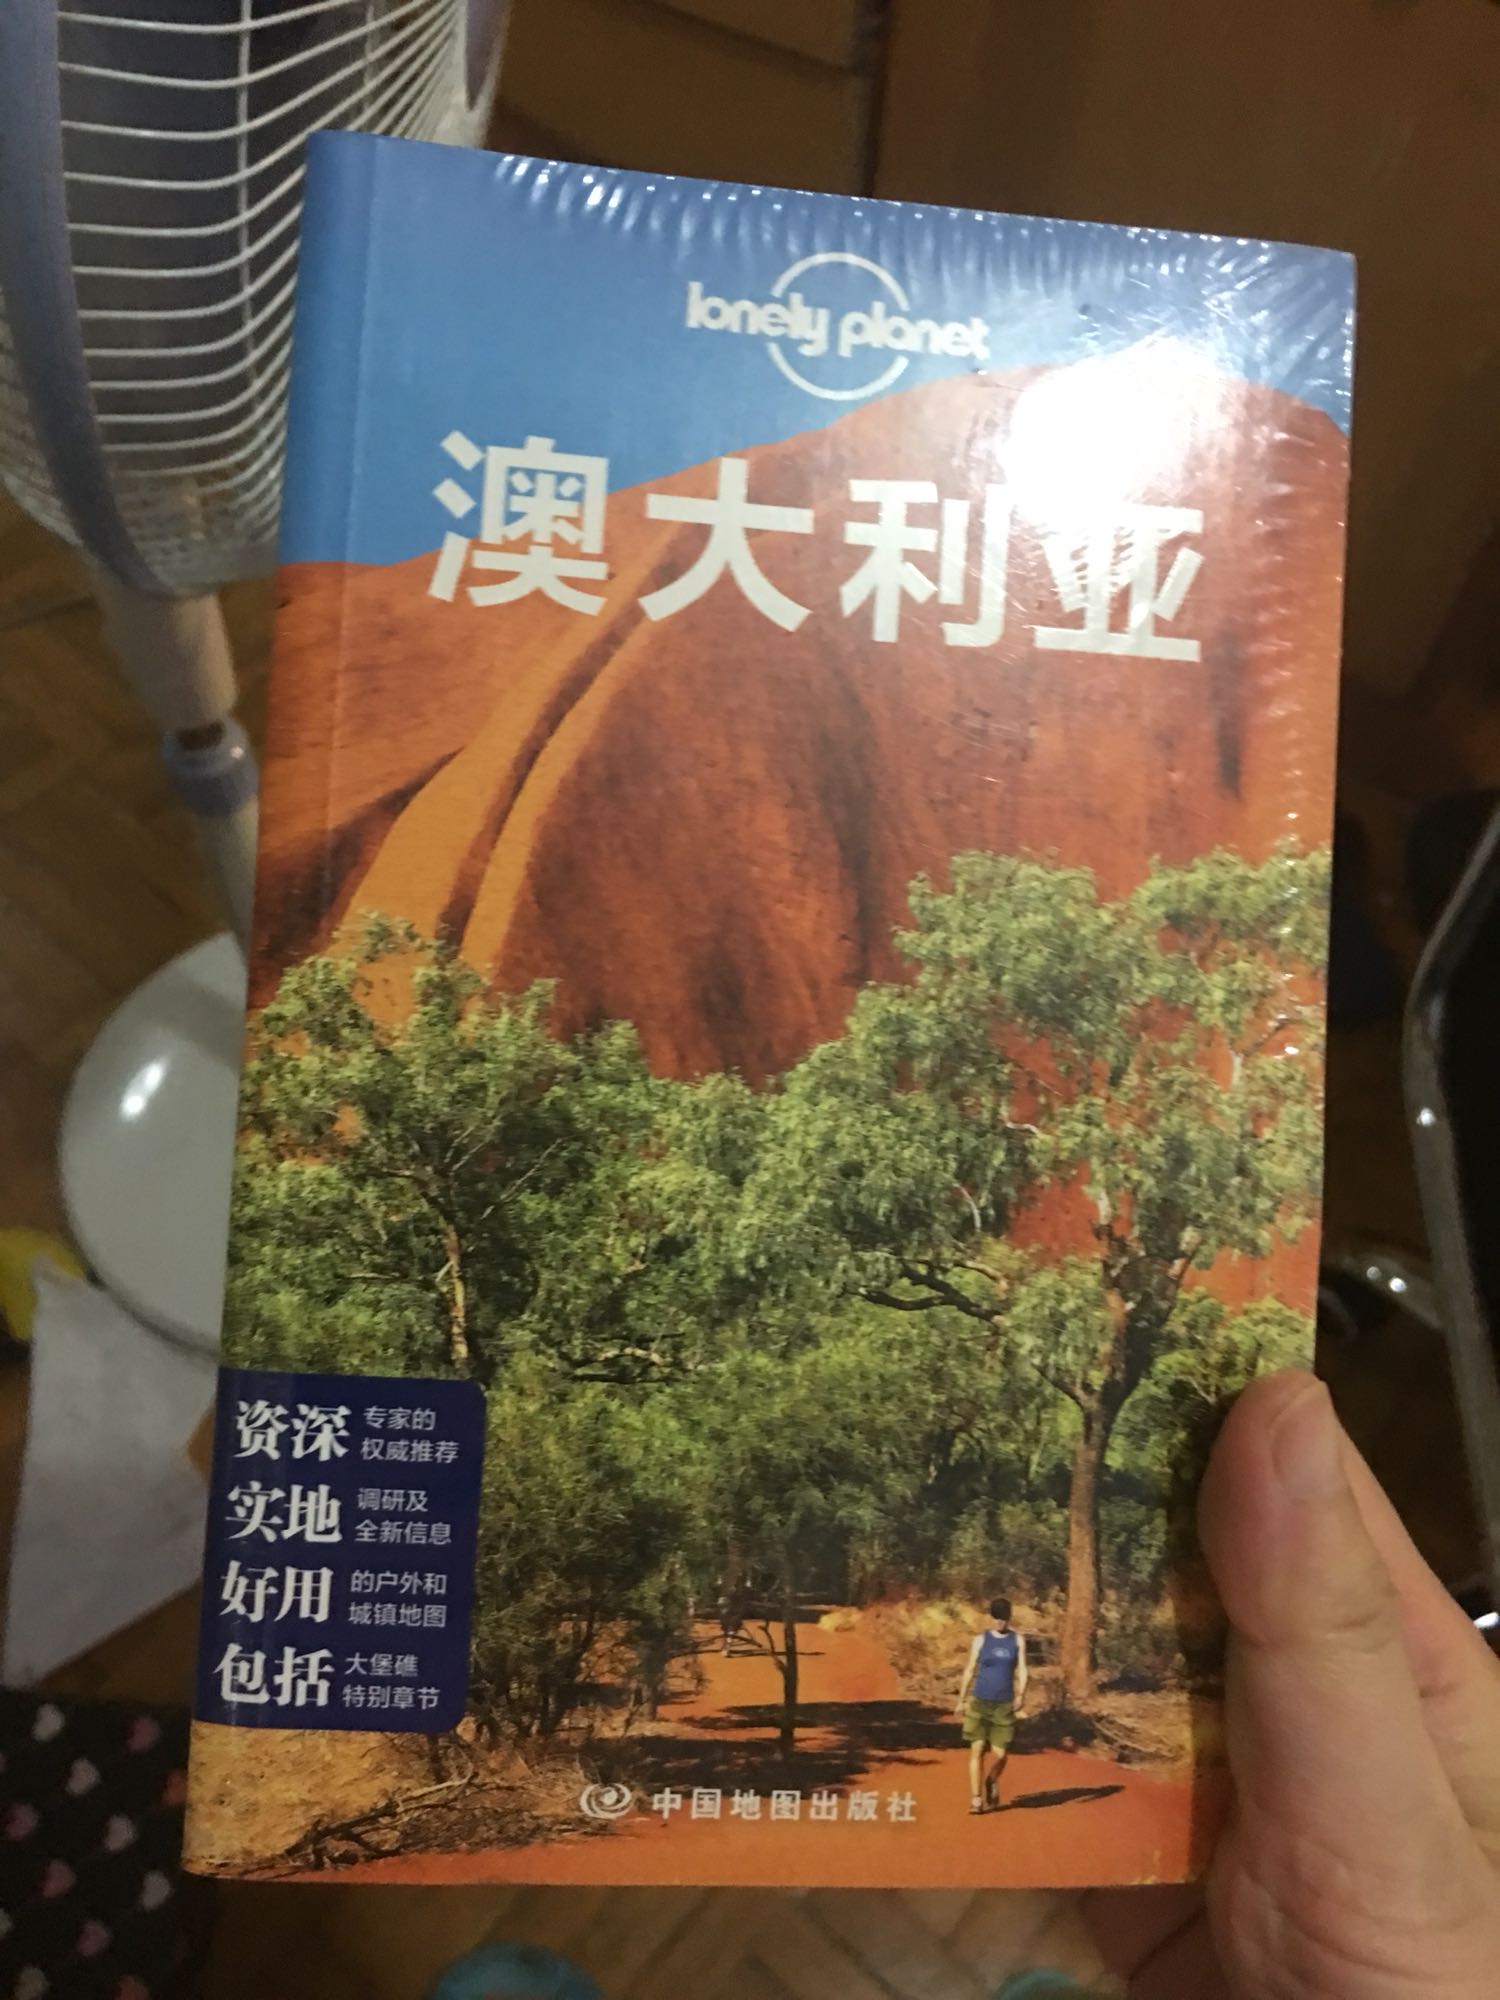 lonely planet
澳大利亚
资深 专家的
权威推荐
实地 调研及
全新信息
好用 的户外和
城镇地图
包括 大堡礁
特别章节
中国地图出版社